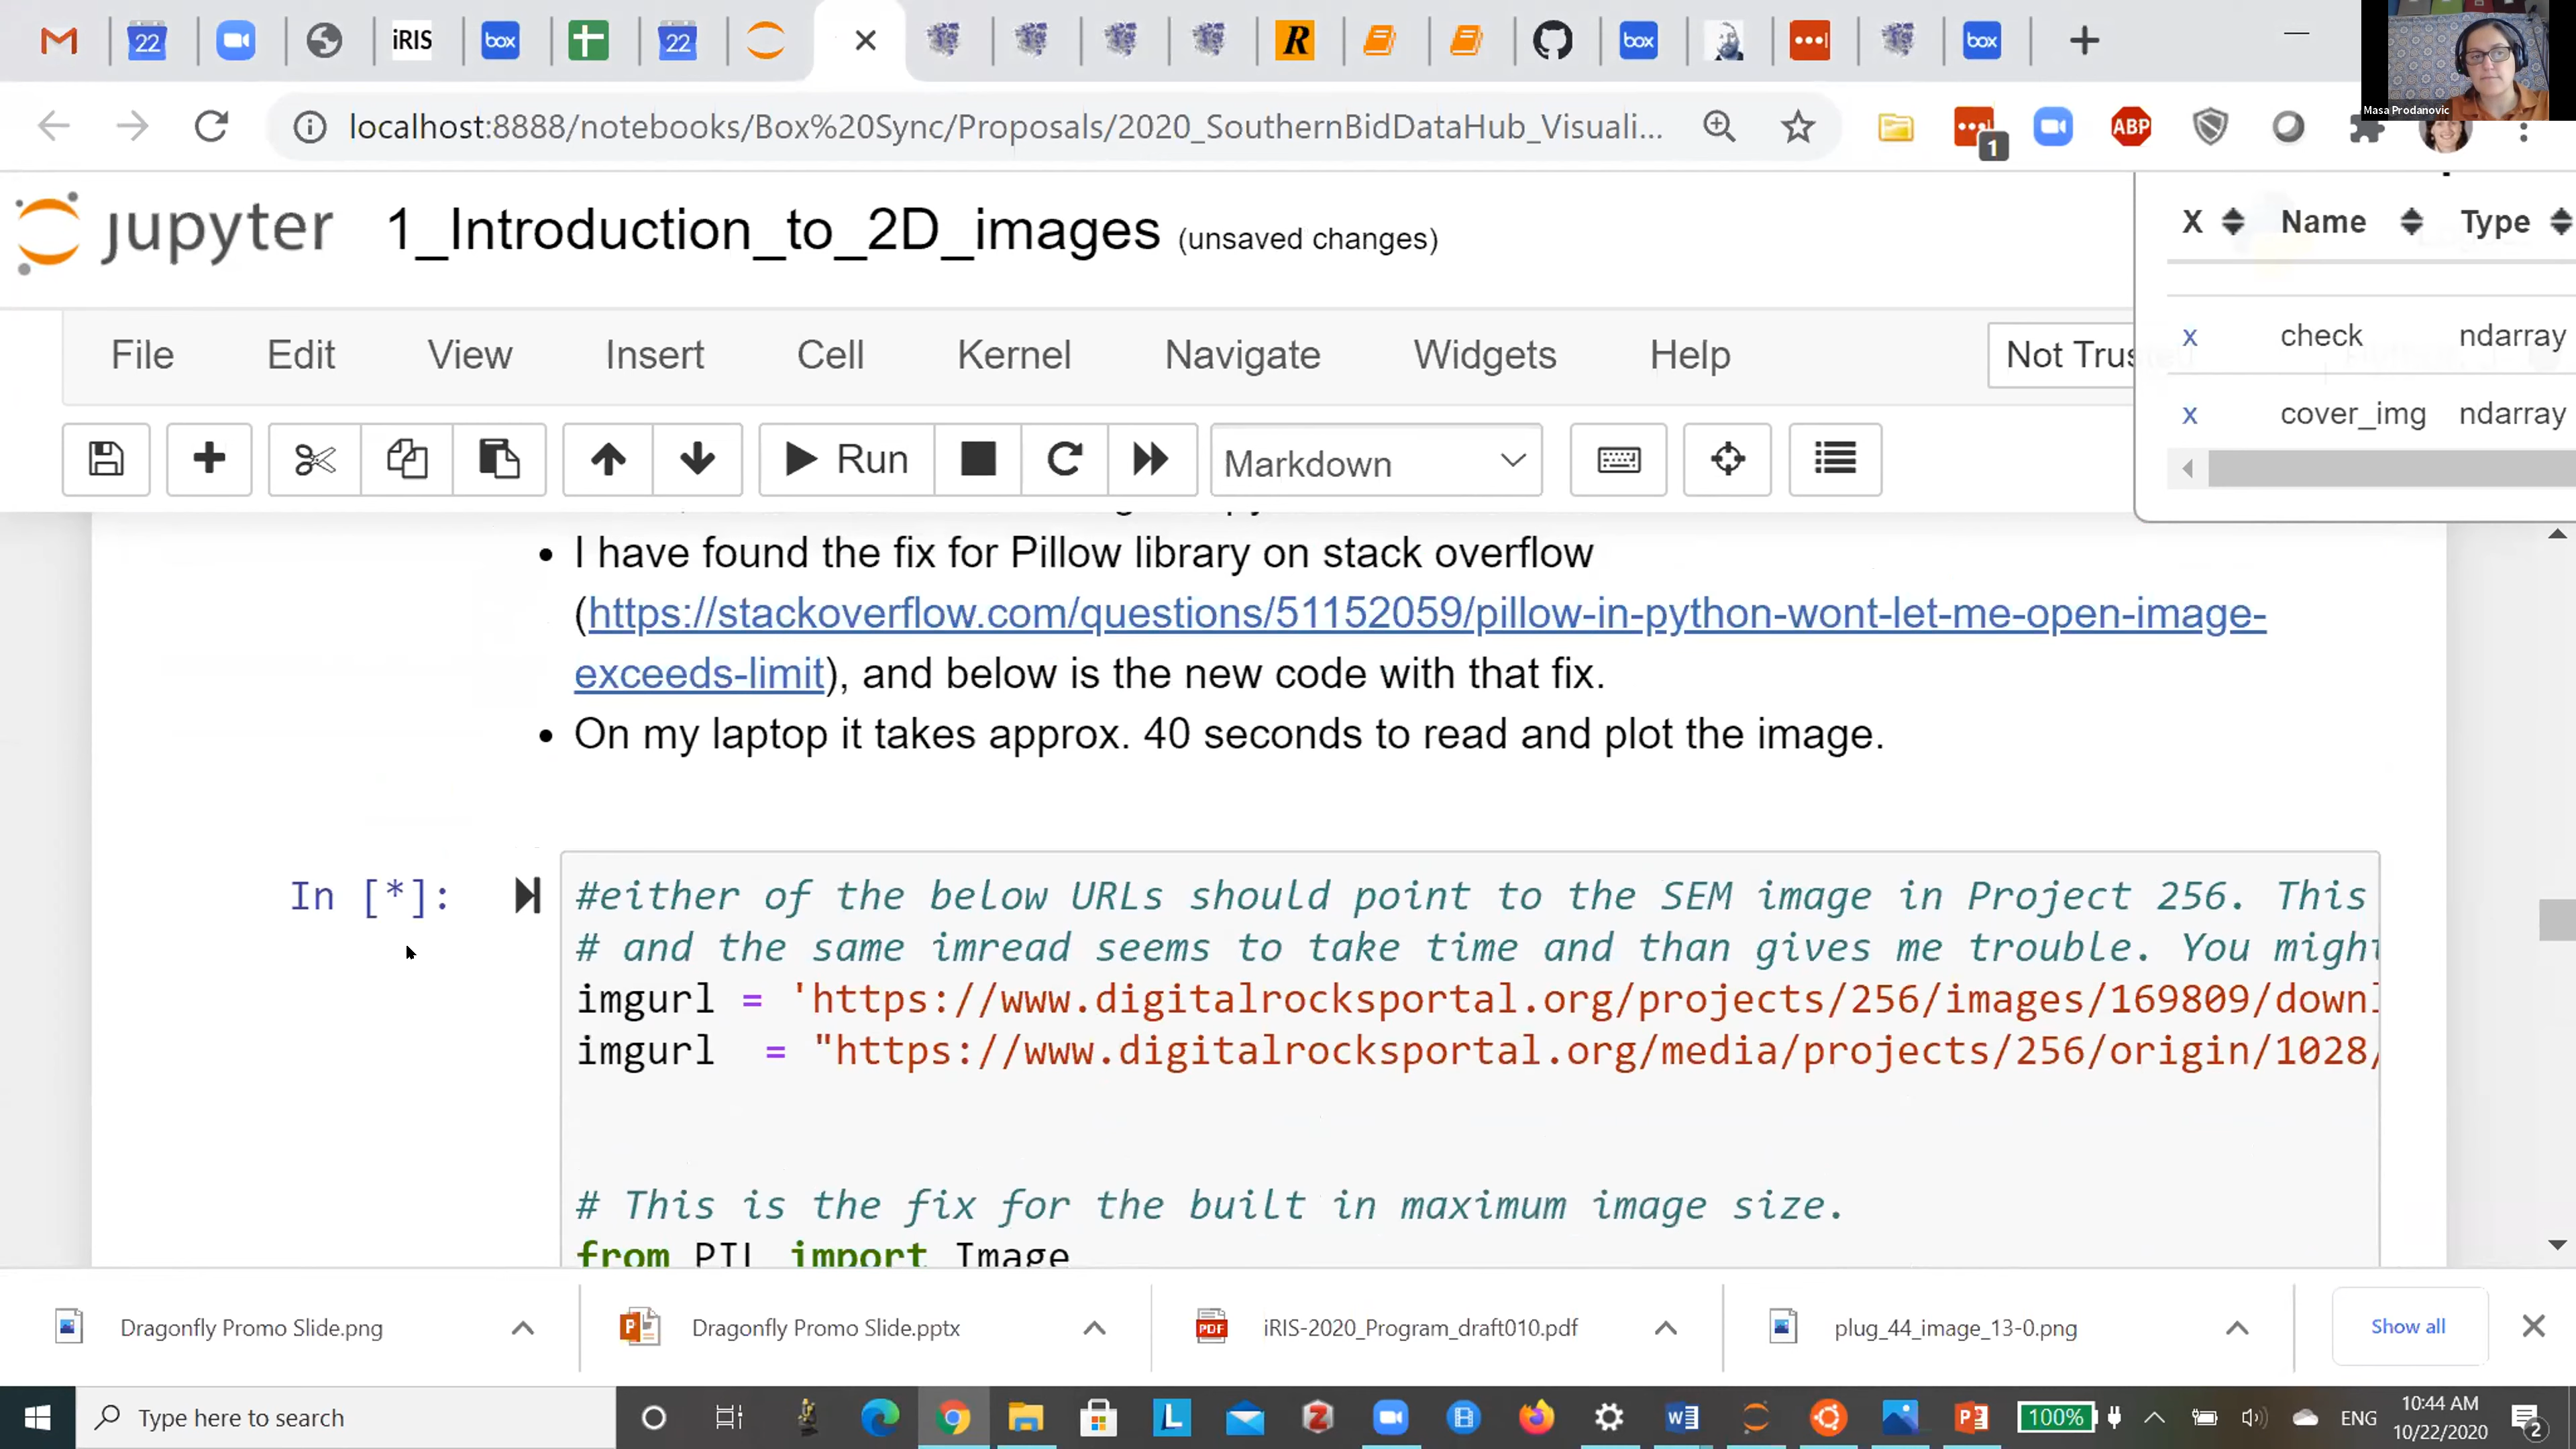 22
iRIS
box
22
R
box
box
localhost:8888/notebooks/Box%20Sync/Proposals/2020_SouthernBidDataHub_Visuali...
1
ABP
Masa Prodanovic
jupyter
1_Introduction_to_2D_images (unsaved changes)
X Name Type
check ndarray
x
x cover_img ndarray
File Edit View Insert Cell Kernel Navigate Widgets Help
Run
Markdown
• I have found the fix for Pillow library on stack overflow
(https://stackoverflow.com/questions/51152059/pillow-in-python-wont-let-me-open-image-
exceeds-limit), and below is the new code with that fix.
• On my laptop it takes approx. 40 seconds to read and plot the image.
In [*]:
#either of the below URLs should point to the SEM image in Project 256. This
# and the same imread seems to take time and than gives me trouble. You might
imgurl = 'https://www.digitalrocksportal.org/projects/256/images/169809/downl
imgurl  = "https://www.digitalrocksportal.org/media/projects/256/origin/1028/
# This is the fix for the built in maximum image size.
from PIL import Image
Dragonfly Promo Slide.png
Dragonfly Promo Slide.pptx
iRIS-2020_Program_draft010.pdf
plug_44_image_13-0.png
Show all
Type here to search
100%
ENG
10:44 AM
10/22/2020
2